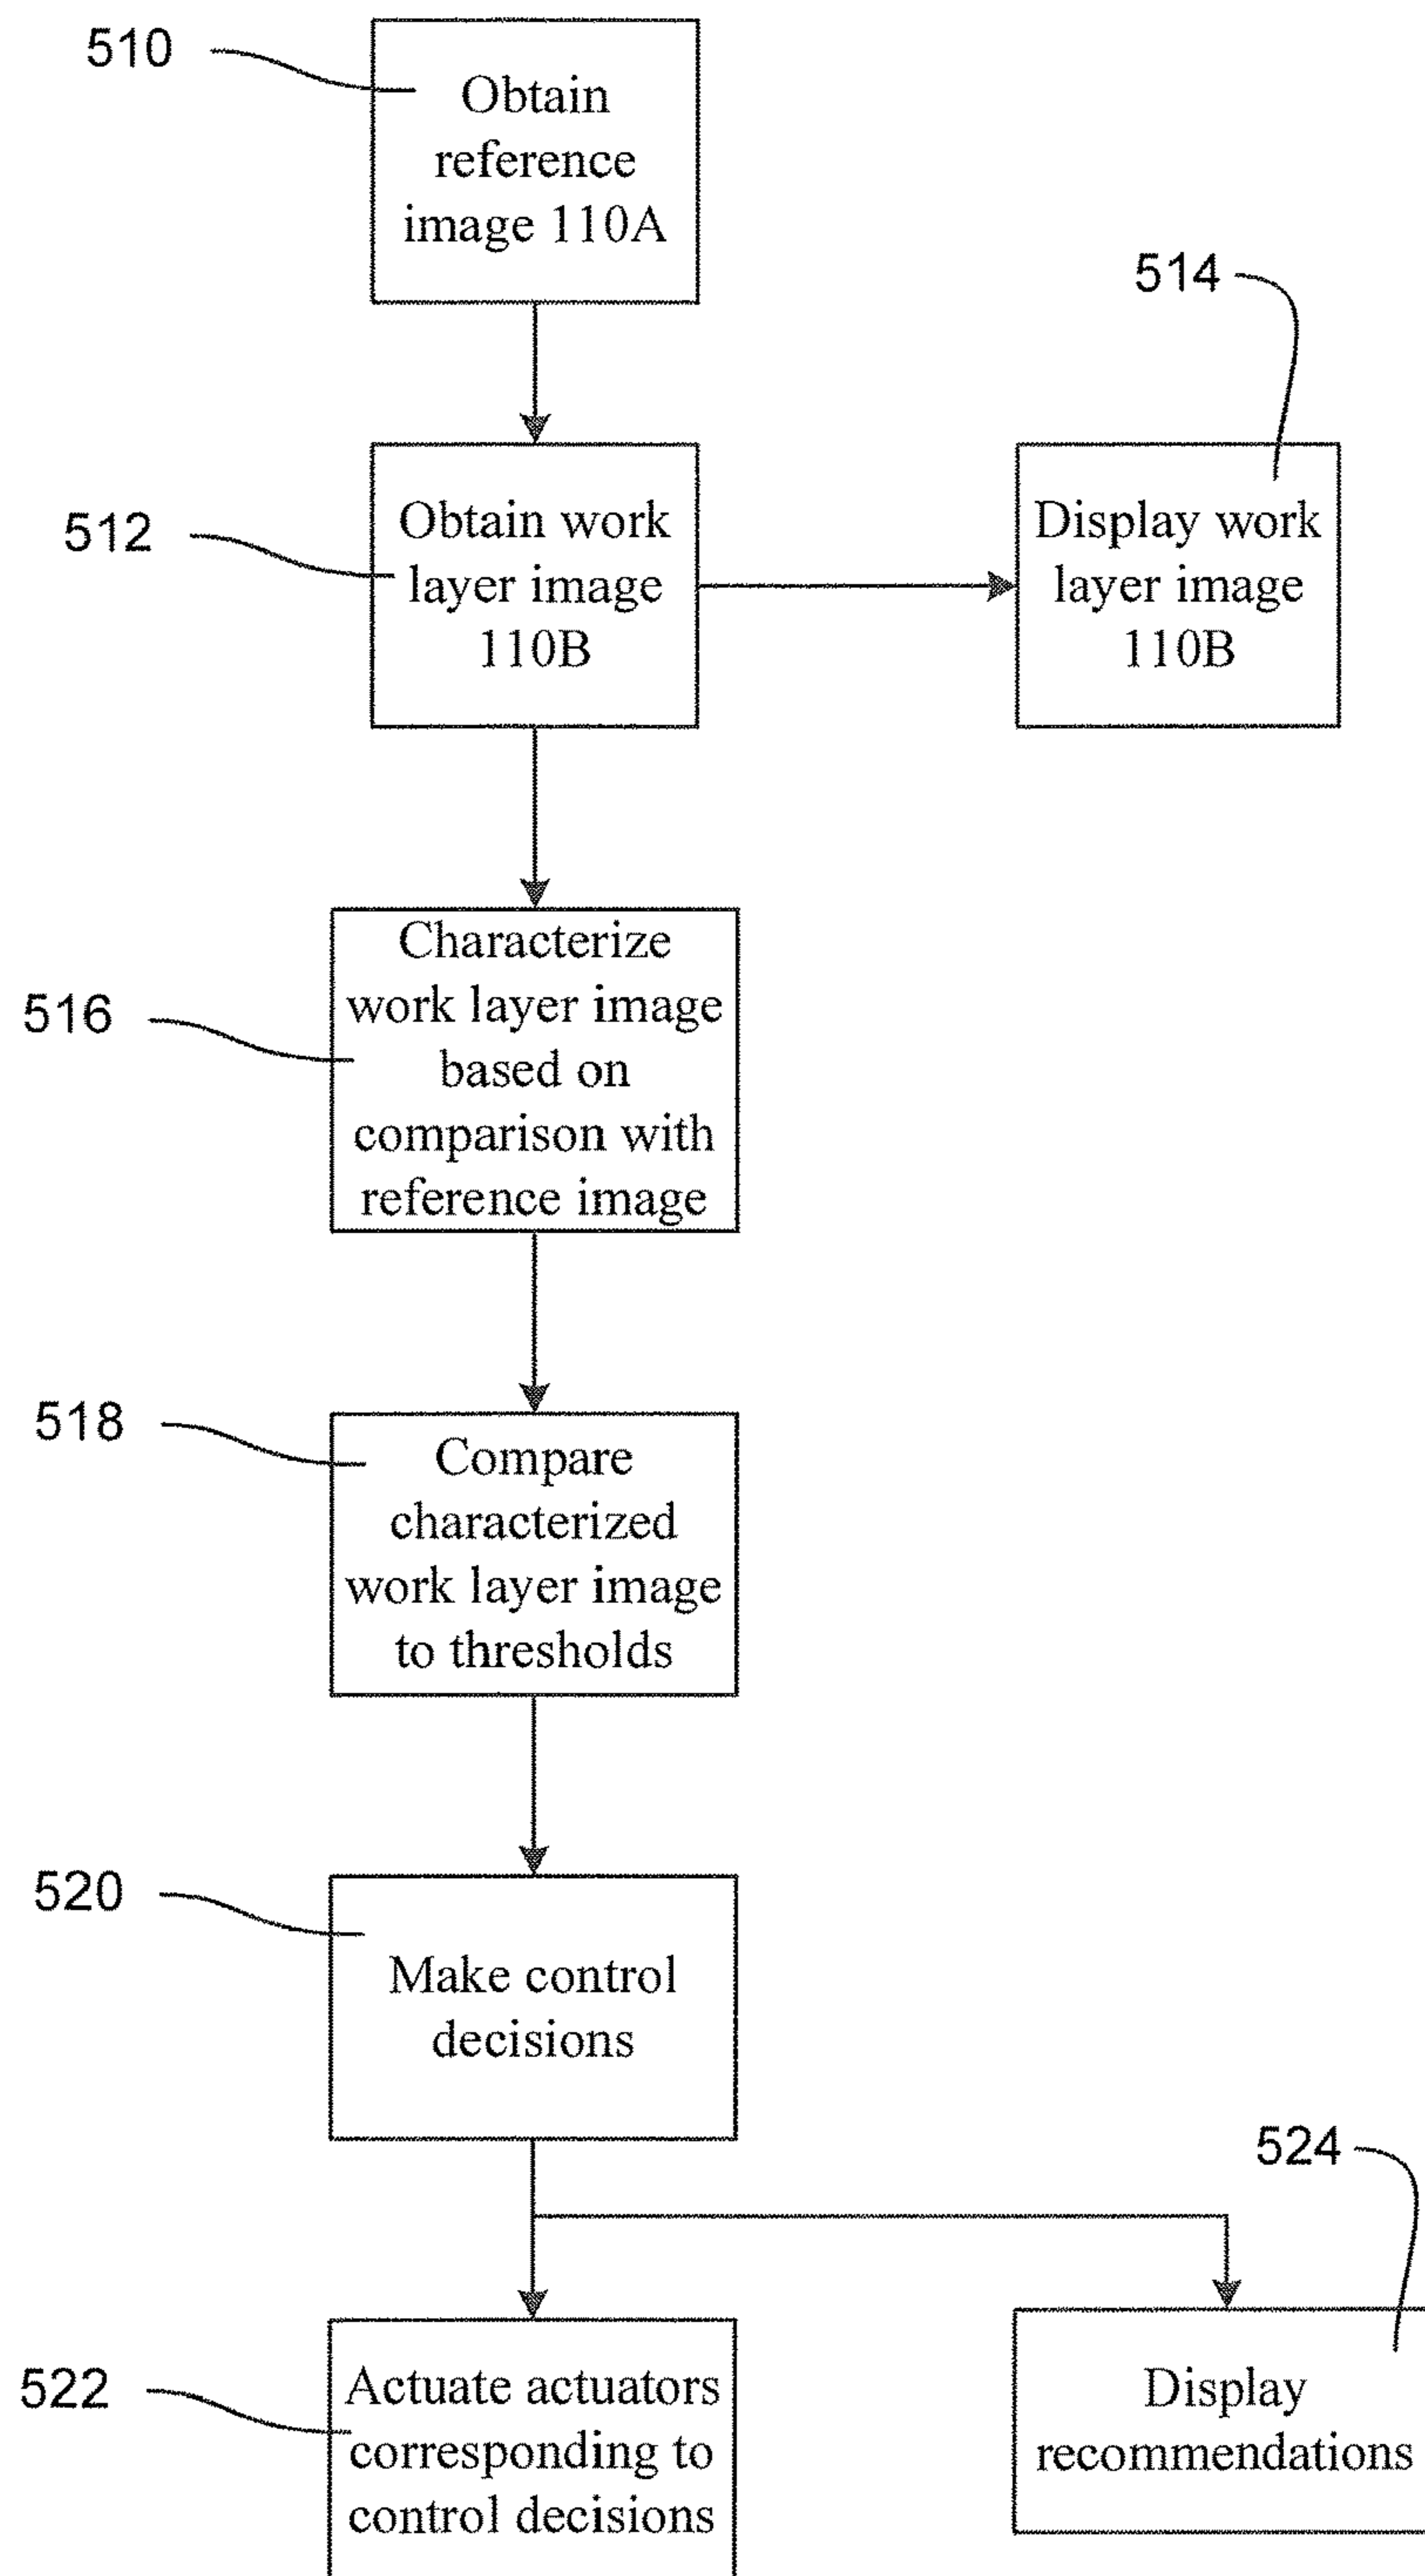 510
Obtain
reference
image 110A
514
512
Obtain work
layer image
110B
Display work
layer image
110B
516
Characterize
work layer image
based on
comparison with
reference image
518
Compare
characterized
work layer image
to thresholds
520
Make control
decisions
524
522
Actuate actuators
corresponding to
control decisions
Display
recommendations